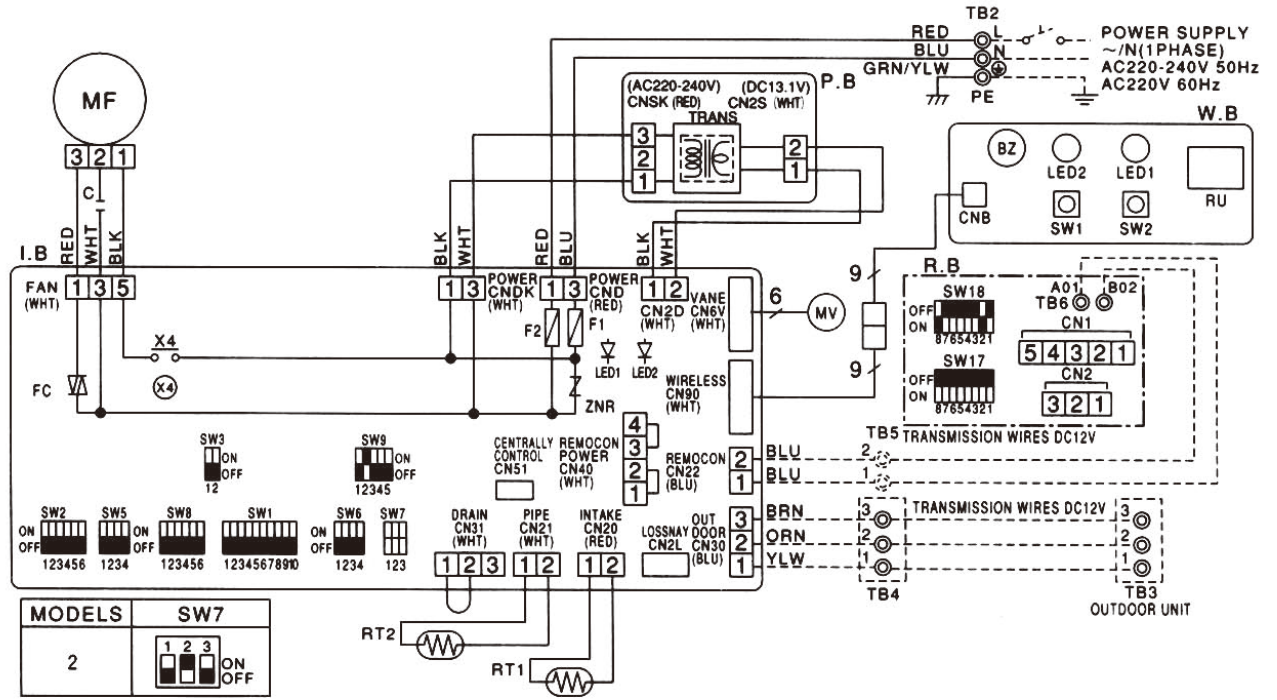 TB2
RED L POWER SUPPLY
BLU N ~/N(1PHASE)
GRN/YLW AC220-240V 50Hz
PE AC220V 60Hz
MF
3 2 1
C
RED WHT BLK
(AC220-240V) (DC13.1V) P.B
CNSK (RED) CN2S (WHT)
TRANS
3 2 1
2 1
W.B
BZ LED2 LED1 RU
CNB SW1 SW2
I.B
BLK WHT RED BLU BLK WHT
FAN (WHT) 1 3 5
1 3 POWER CNDK (WHT)
1 3 POWER CND (RED)
1 2 CN2D (WHT)
VANE CN6V (WHT) 6 MV
9
9
F2 F1
LED1 LED2
X4
X4
FC
ZNR
WIRELESS CN90 (WHT)
R.B
SW18 A01 B02
TB6
OFF
ON
87654321
CN1
5 4 3 2 1
SW17
OFF
ON
87654321
CN2
3 2 1
TB5 TRANSMISSION WIRES DC12V
SW3
ON
OFF
12
SW9
ON
OFF
12345
CENTRALLY CONTROL CN51
REMOCON POWER CN40 (WHT)
4 3 2 1
REMOCON CN22 (BLU)
2 BLU 2
1 BLU 1
SW2
ON
OFF
123456
SW5
ON
OFF
1234
SW8
123456
SW1
12345678910
SW6
ON
OFF
1234
SW7
123
DRAIN CN31 (WHT)
1 2 3
PIPE CN21 (WHT)
1 2
INTAKE CN20 (RED)
1 2
LOSSNAY CN2L
OUT DOOR CN30 (BLU)
3 BRN 3 TRANSMISSION WIRES DC12V 3
2 ORN 2 2
1 YLW 1 1
TB4 TB3
OUTDOOR UNIT
RT2
RT1
MODELS SW7
2 1 2 3 ON
OFF